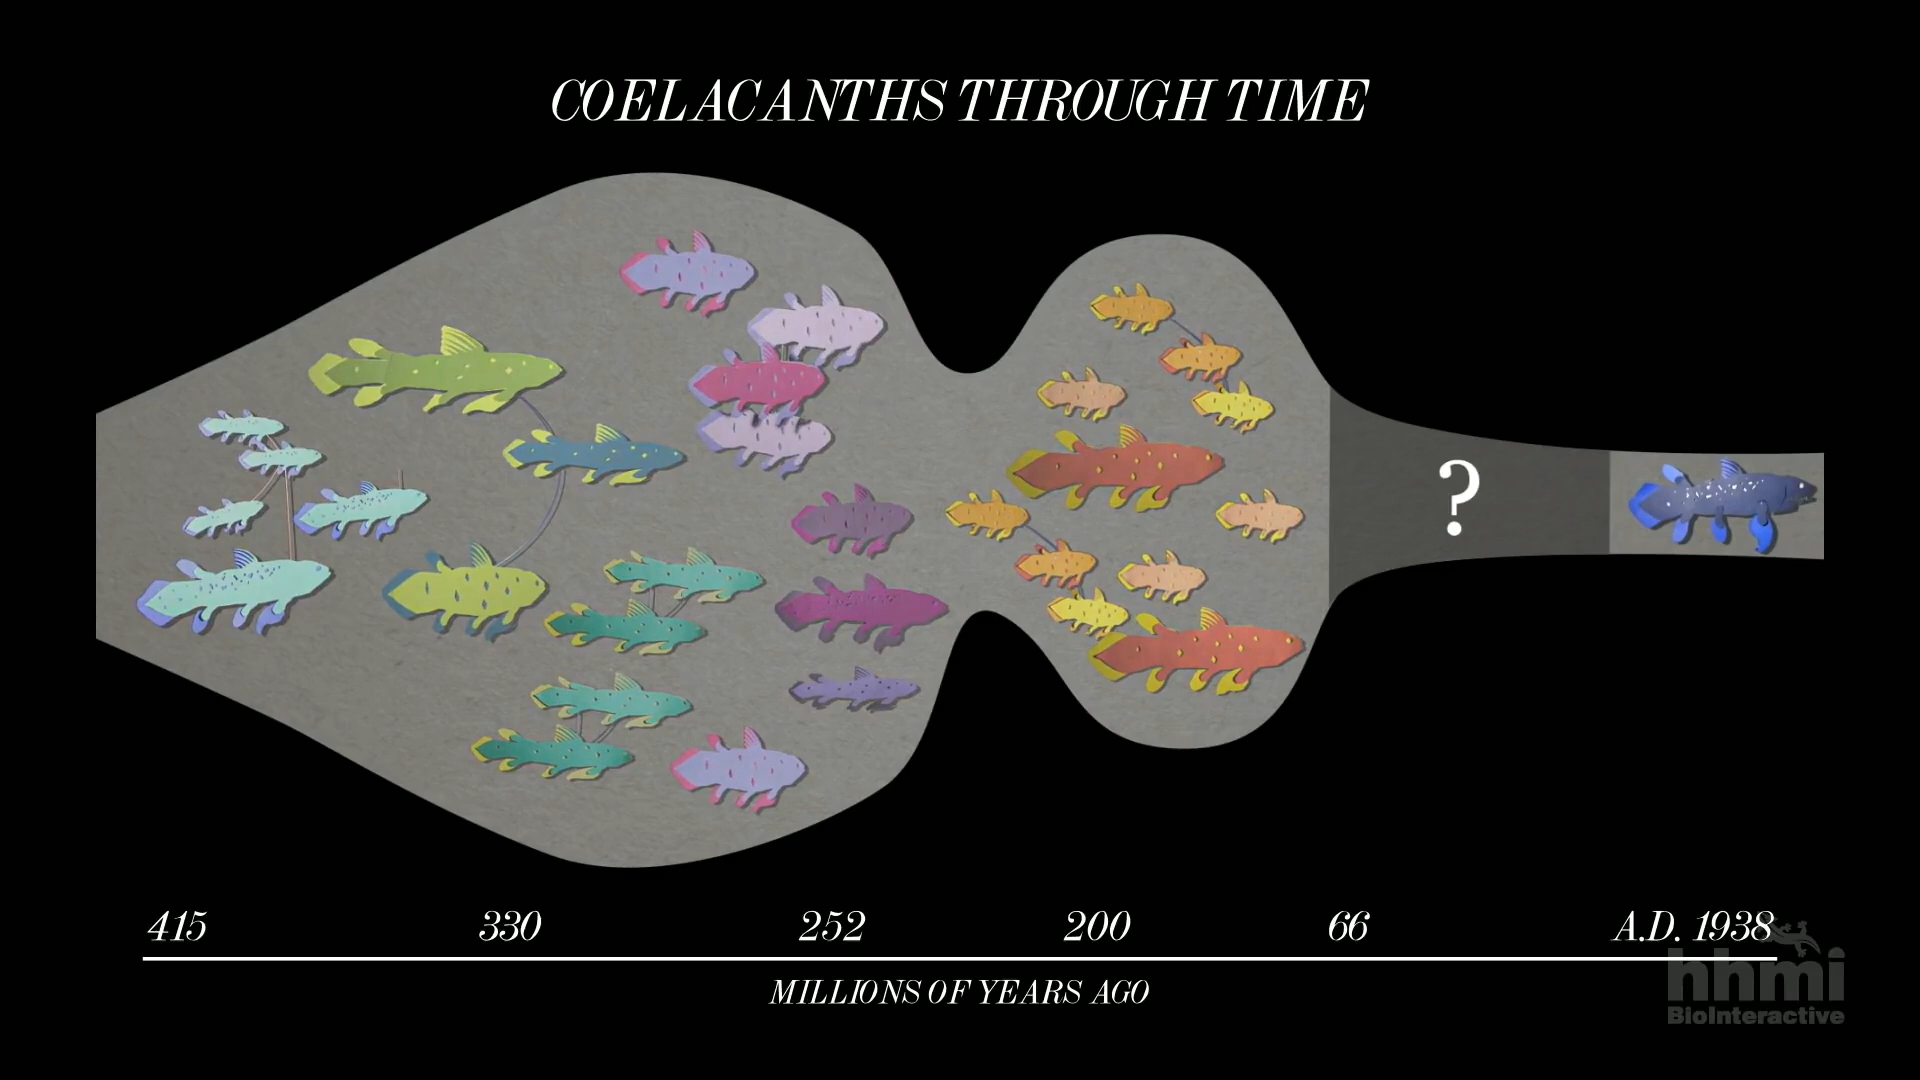 COELACANTHS THROUGH TIME
?
415 330 252 200 66 A.D. 1938
MILLIONS OF YEARS AGO
hhmi
BioInteractive